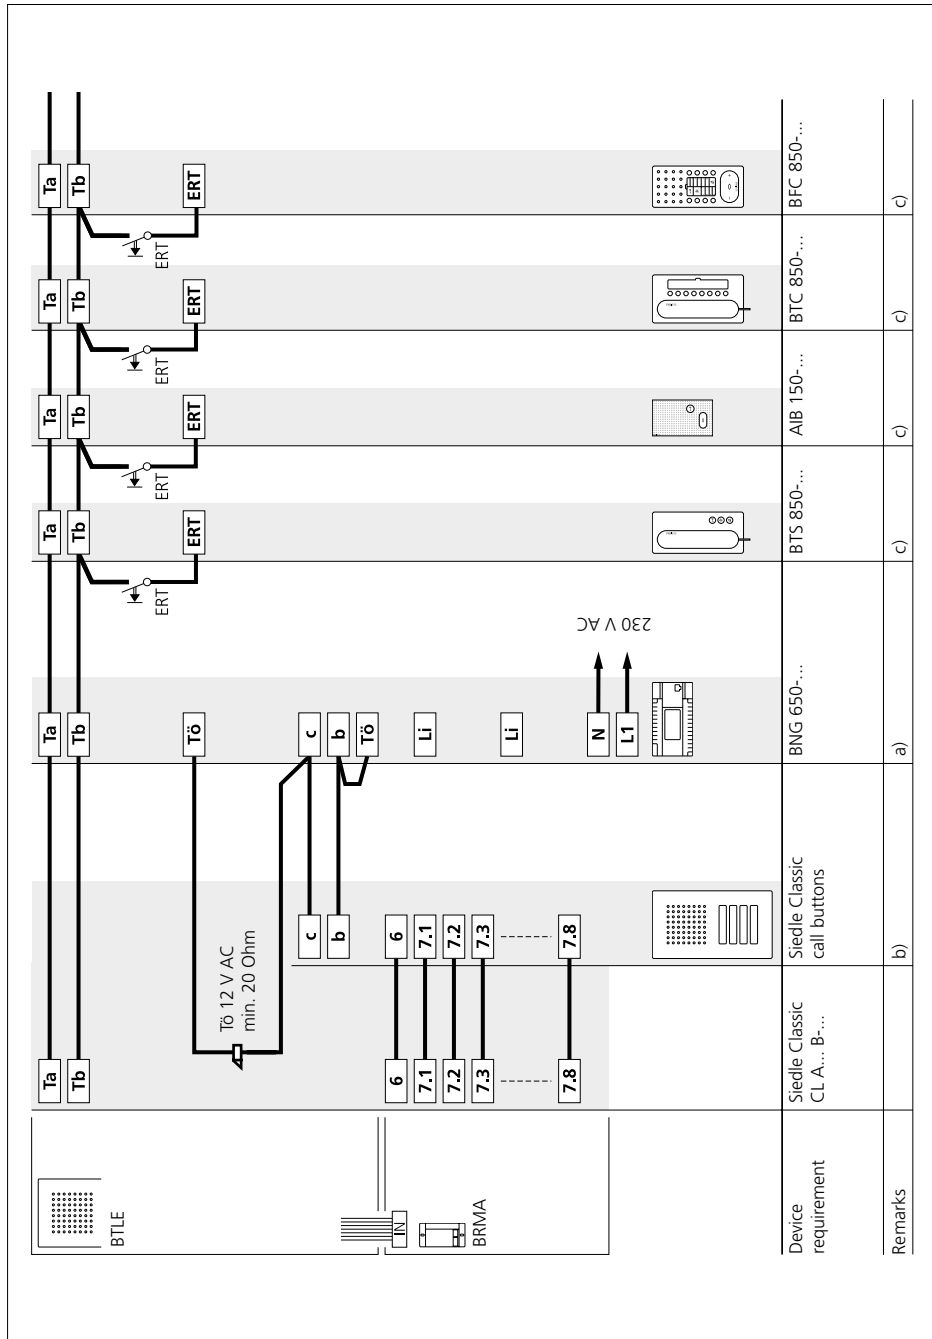 Ta Ta Ta Ta Ta Ta
Tb Tb Tb Tb Tb Tb
BTLE
ERT ERT ERT ERT
Tö ERT ERT ERT ERT
Tö 12 V AC
min. 20 Ohm
c c
b b
Tö
IN 6 6
7.1 7.1 Li
7.2 7.2
BRMA 7.3 7.3
Li
7.8 7.8
N
L1
230 V AC
Device
requirement
Siedle Classic
CL A... B-...
Siedle Classic
call buttons
BNG 650-...
BTS 850-...
AIB 150-...
BTC 850-...
BFC 850-...
Remarks
b)
a)
c)
c)
c)
c)